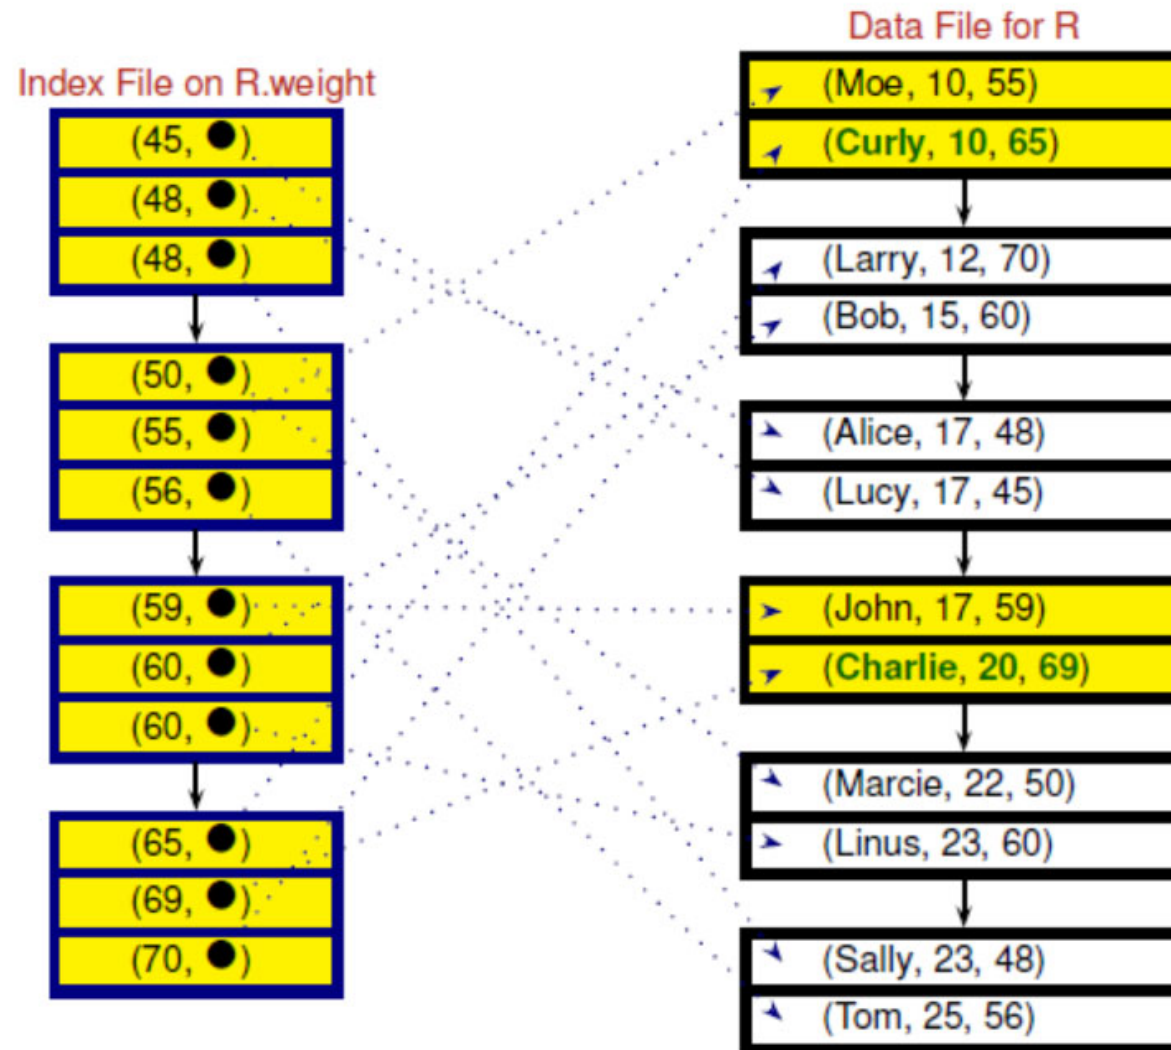 Index File on R.weight
(45, ●)
(48, ●)
(48, ●)
(50, ●)
(55, ●)
(56, ●)
(59, ●)
(60, ●)
(60, ●)
(65, ●)
(69, ●)
(70, ●)
Data File for R
(Moe, 10, 55)
(Curly, 10, 65)
(Larry, 12, 70)
(Bob, 15, 60)
(Alice, 17, 48)
(Lucy, 17, 45)
(John, 17, 59)
(Charlie, 20, 69)
(Marcie, 22, 50)
(Linus, 23, 60)
(Sally, 23, 48)
(Tom, 25, 56)